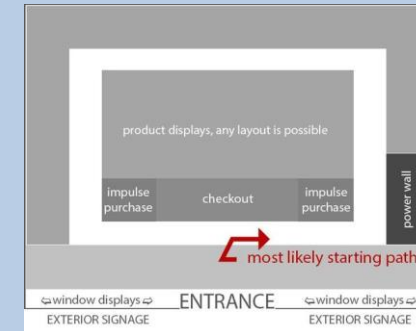 product displays, any layout is possible
impulse
purchase
checkout
impulse
purchase
power wall
most likely starting path
⇦window displays⇨
ENTRANCE
⇦window displays⇨
EXTERIOR SIGNAGE
EXTERIOR SIGNAGE